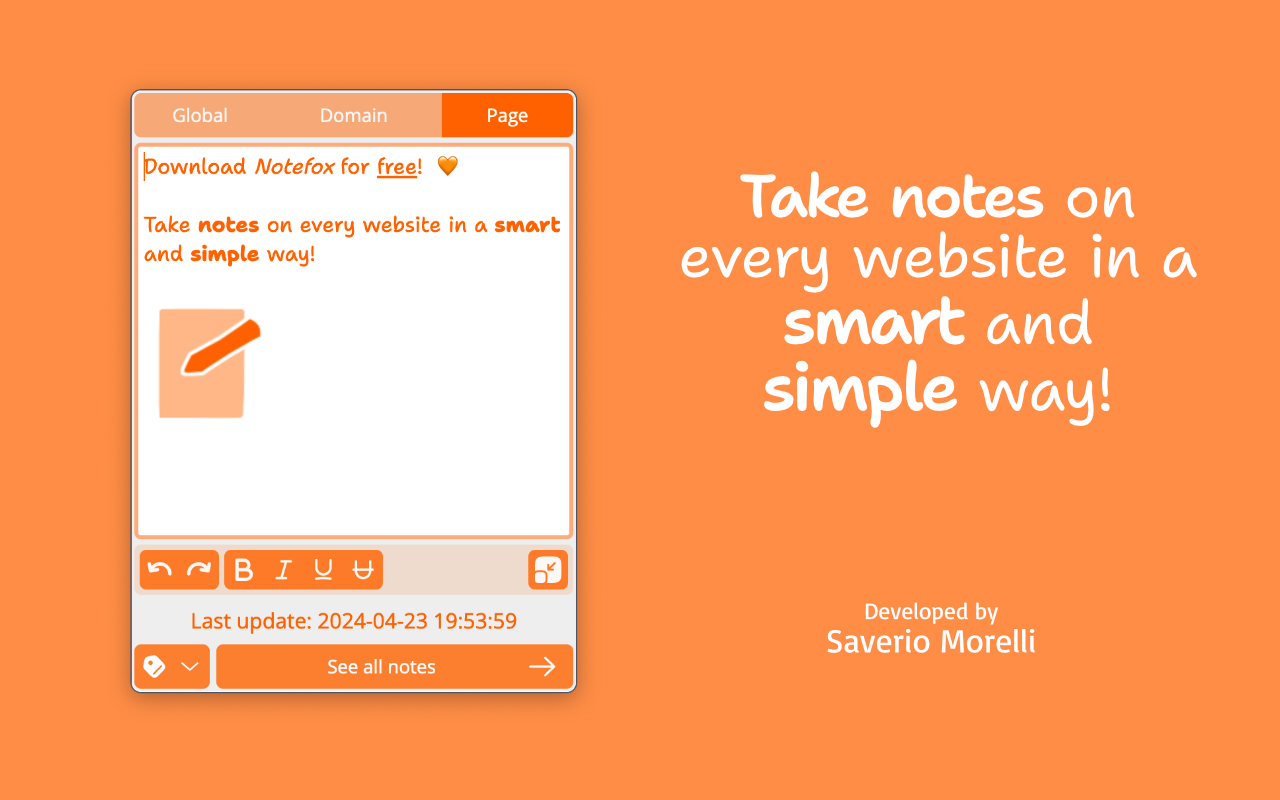 Global Domain Page
Download Notefox for free! 🧡
Take notes on every website in a smart
and simple way!
B I U U
Last update: 2024-04-23 19:53:59
See all notes
Take notes on
every website in a
smart and
simple way!
Developed by
Saverio Morelli